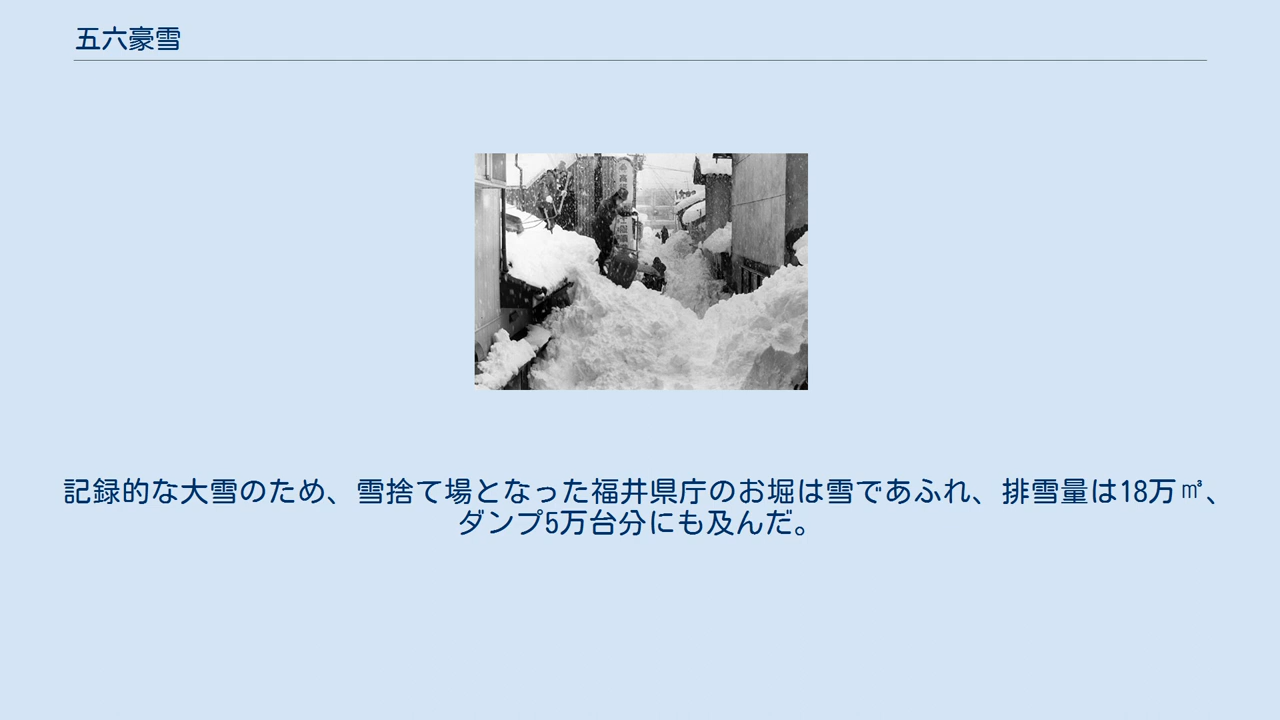 五六豪雪
記録的な大雪のため、雪捨て場となった福井県庁のお堀は雪であふれ、排雪量は18万㎥、
ダンプ5万台分にも及んだ。